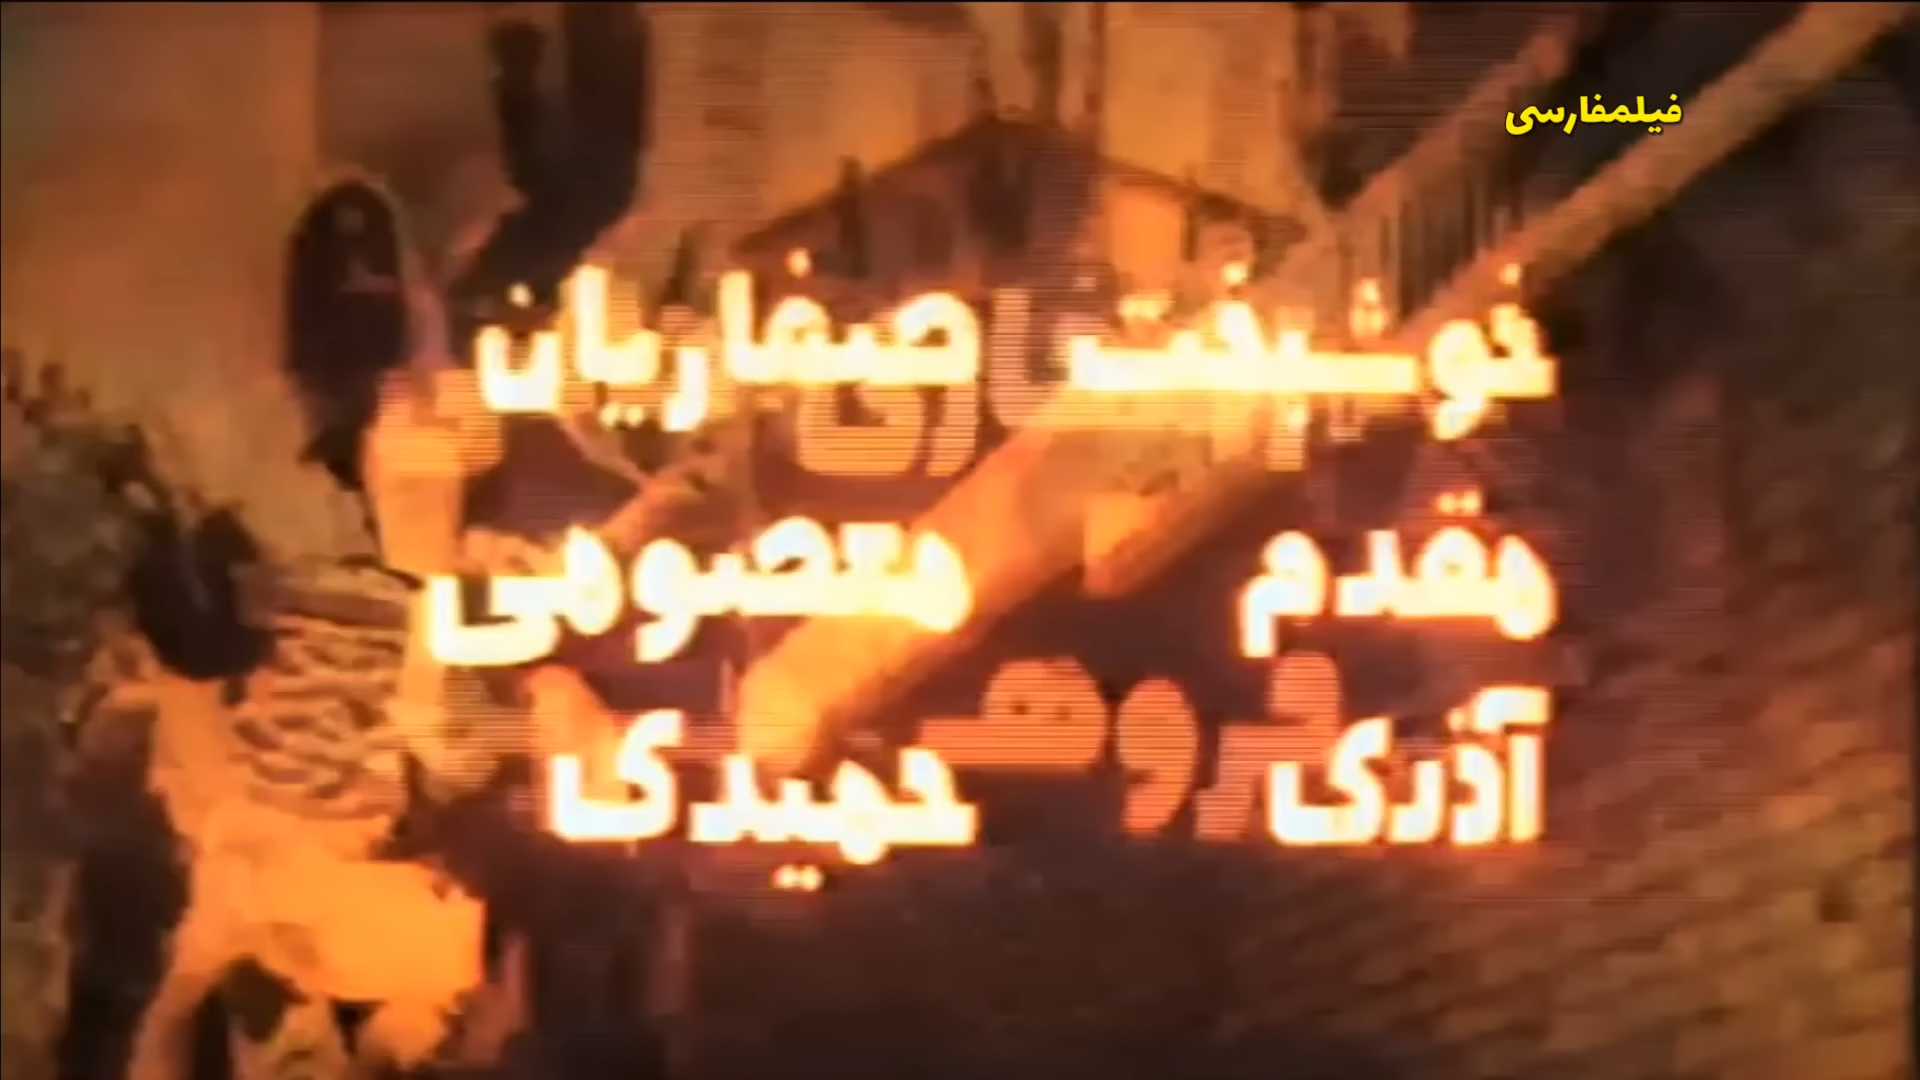 فیلمفارسی
خوشبخت صفاریان
مقدم معصومی
آذری حمیدی